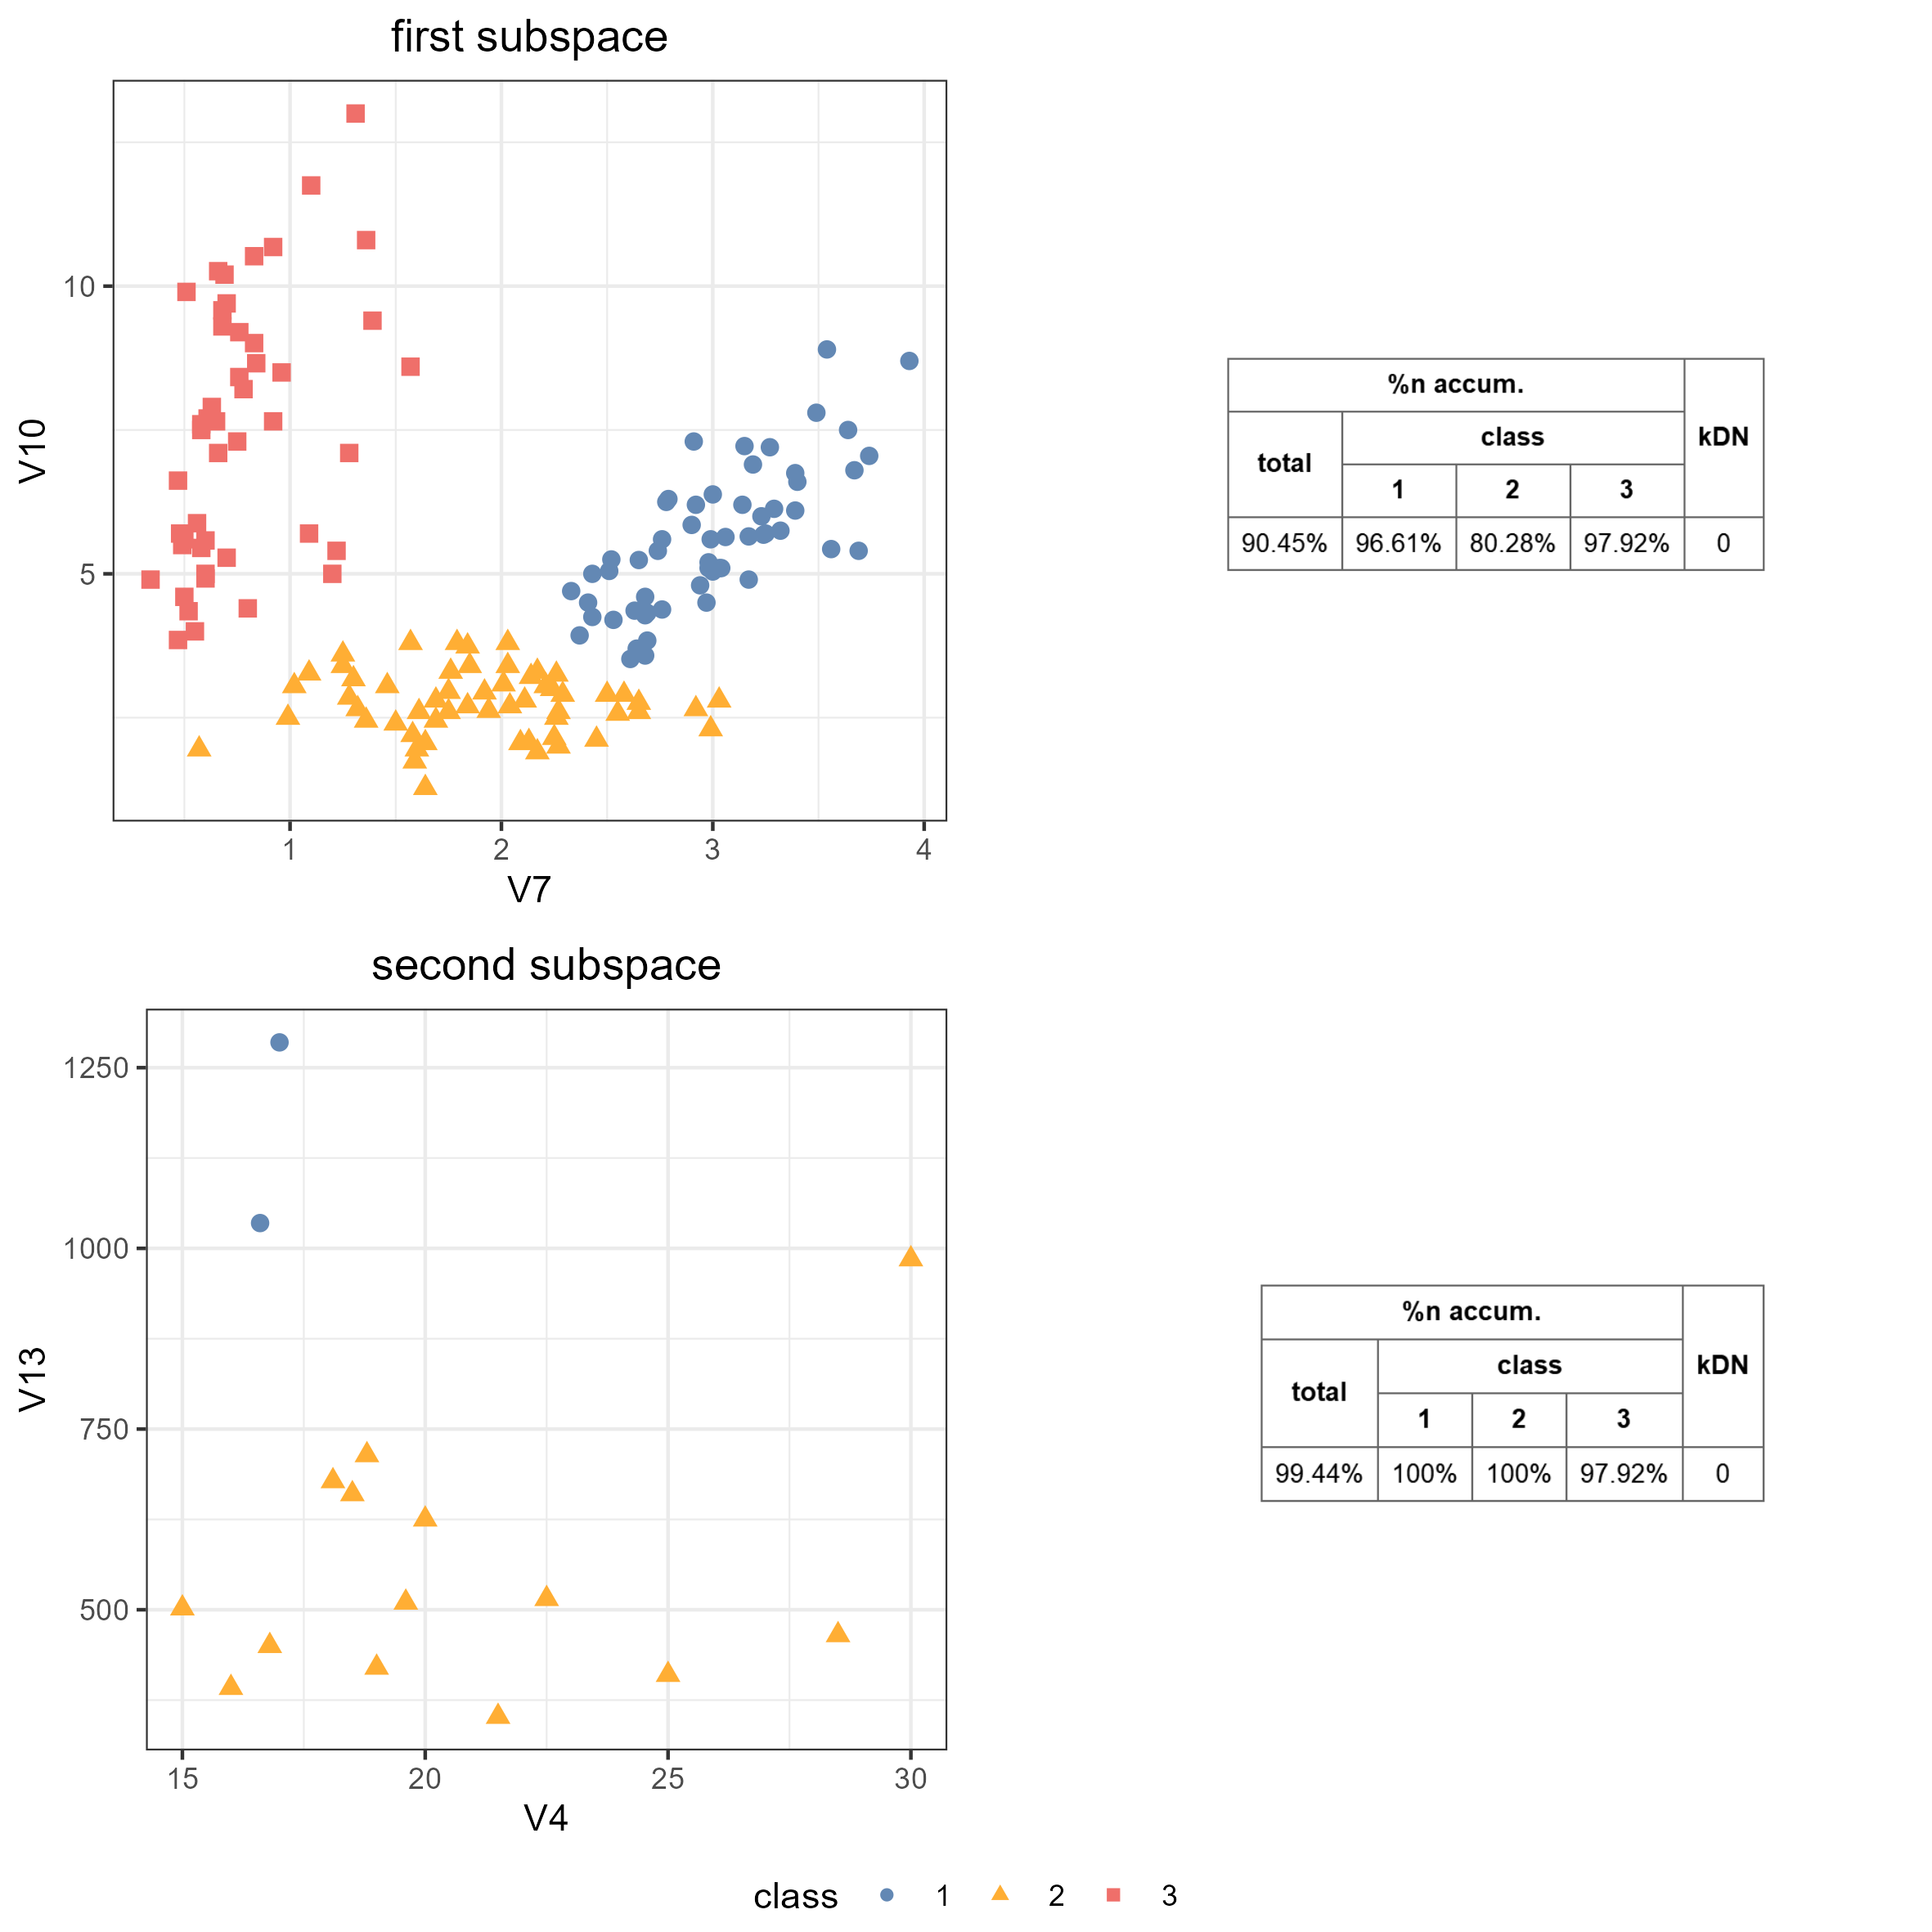 first subspace
10
5
V10
1 2 3 4
V7
%n accum.
kDN
total
class
1 2 3
90.45% 96.61% 80.28% 97.92% 0
second subspace
1250
1000
750
500
V13
15 20 25 30
V4
%n accum.
kDN
total
class
1 2 3
99.44% 100% 100% 97.92% 0
class 1 2 3